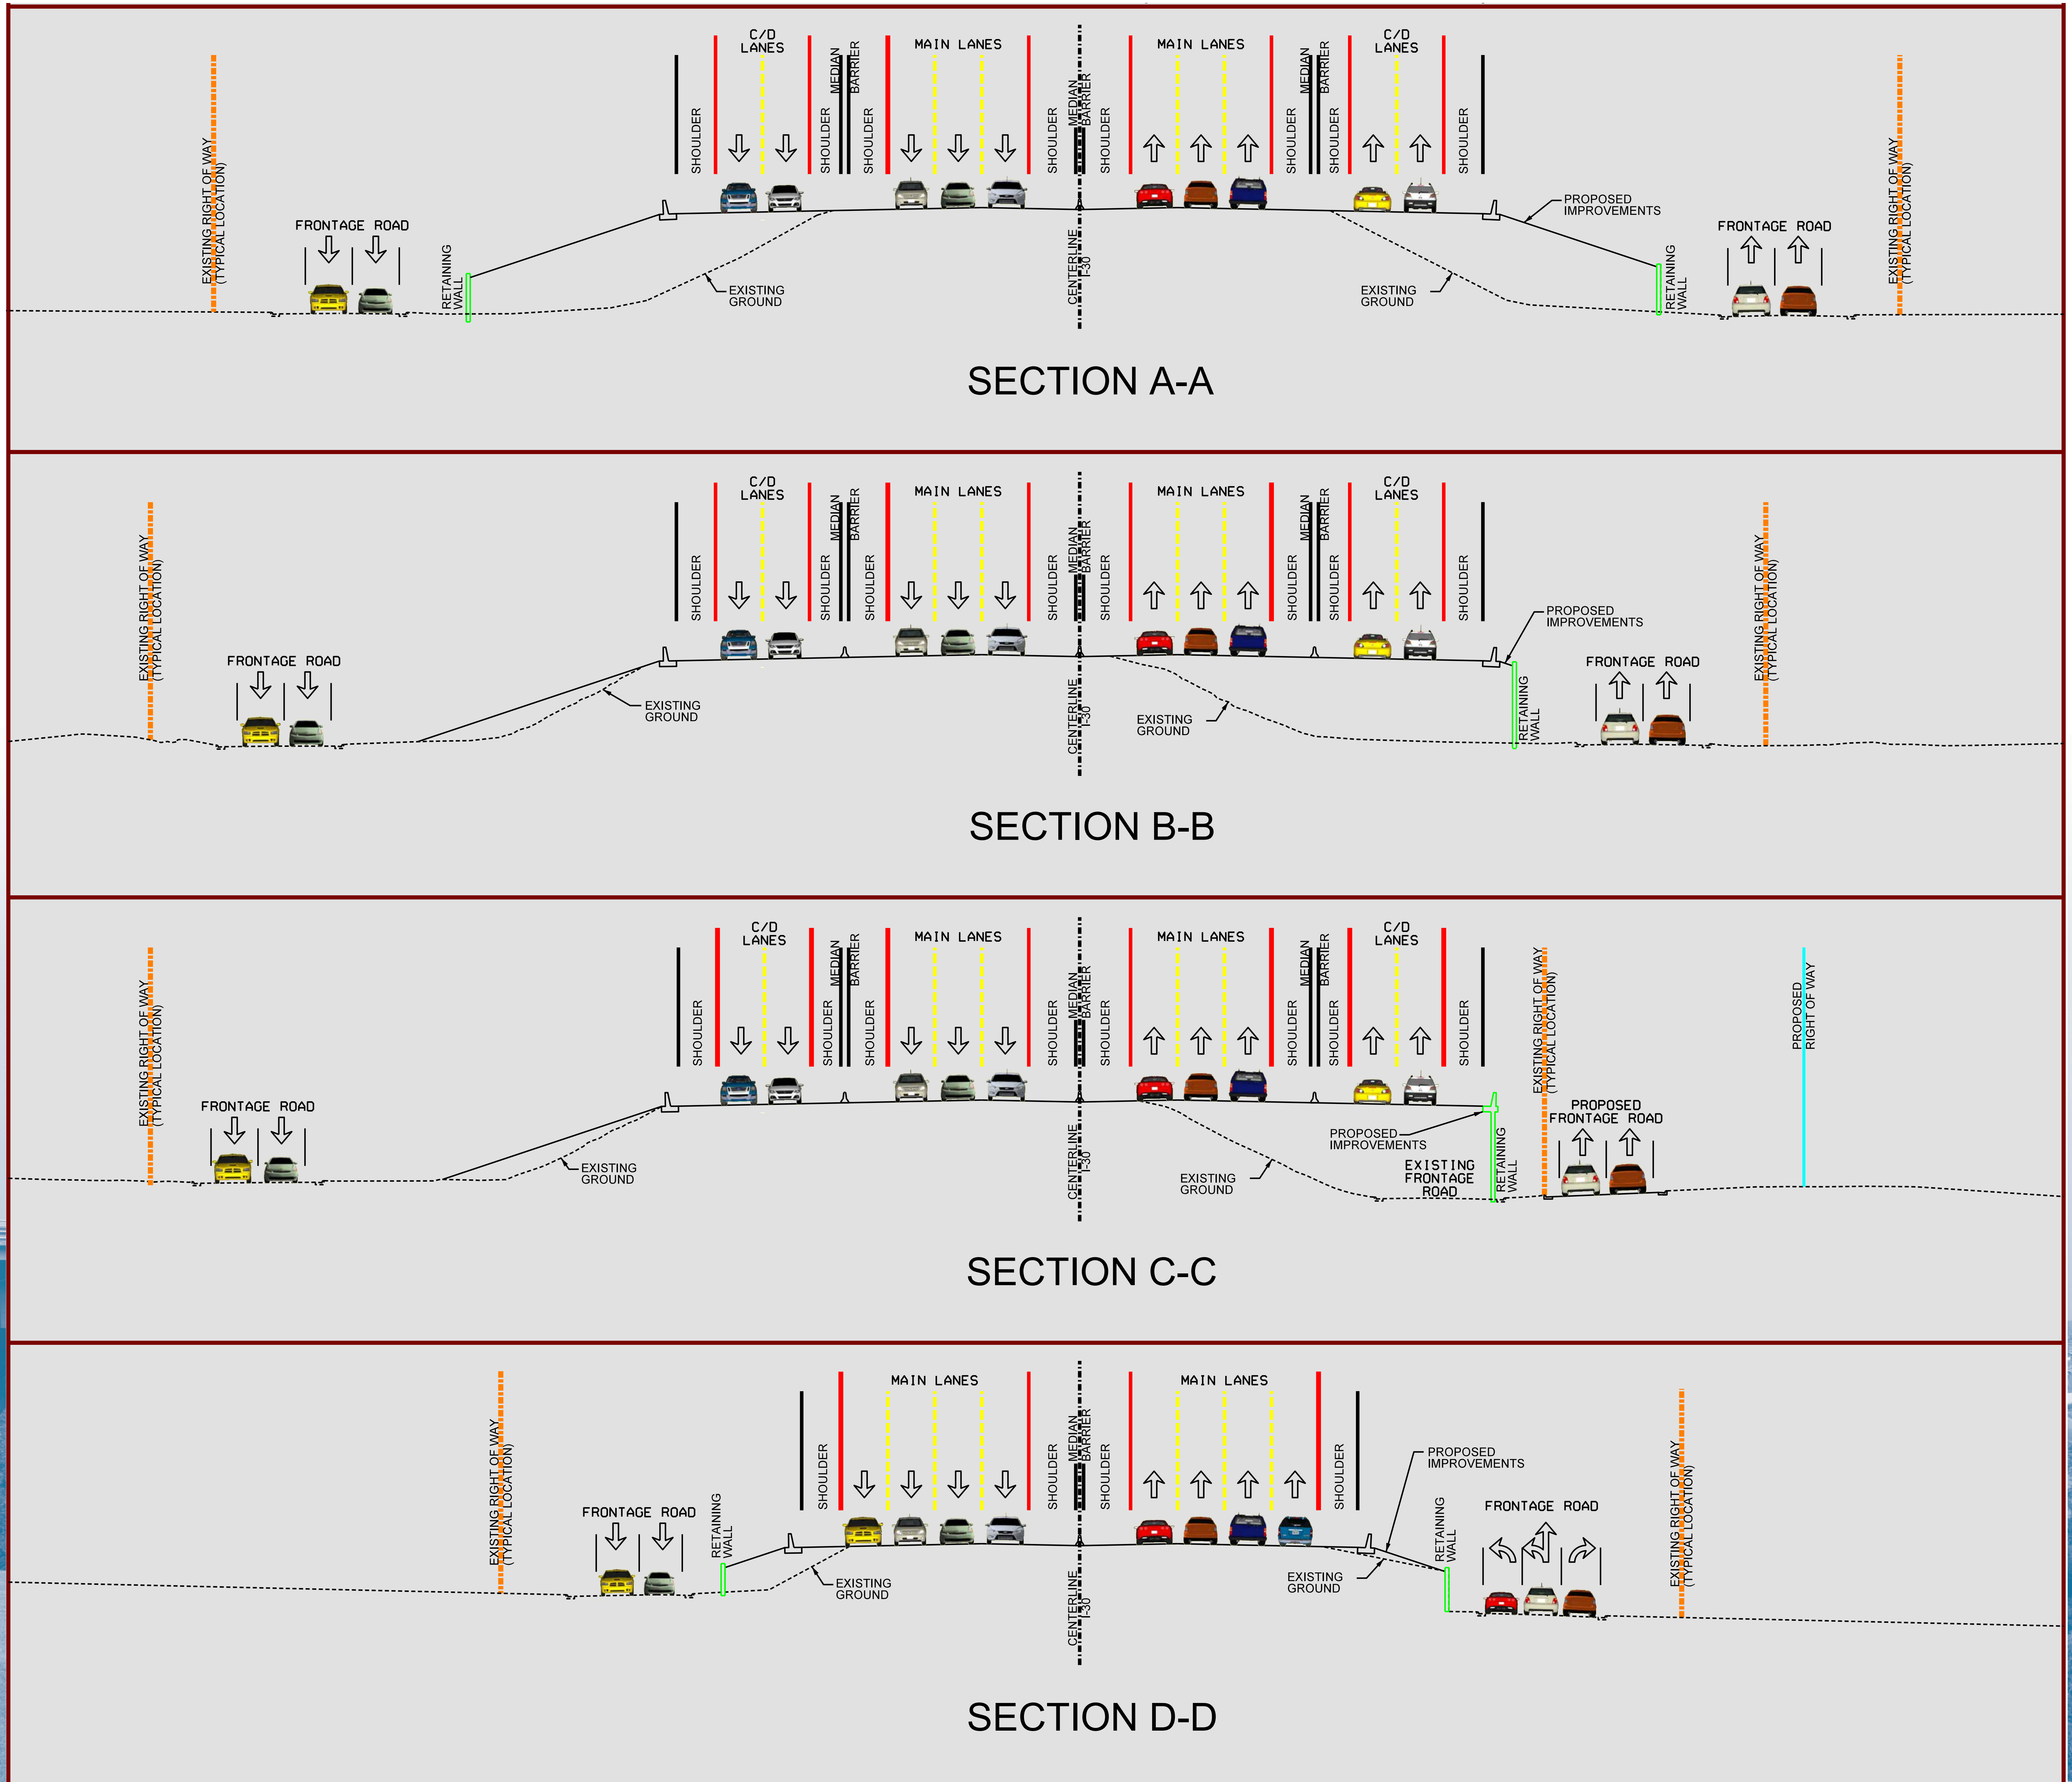 C/D
LANES
MAIN LANES
MAIN LANES
C/D
LANES
EXISTING RIGHT OF WAY
(TYPICAL LOCATION)
SHOULDER
SHOULDER
MEDIAN
BARRIER
SHOULDER
SHOULDER
MEDIAN
BARRIER
SHOULDER
SHOULDER
MEDIAN
BARRIER
SHOULDER
SHOULDER
EXISTING RIGHT OF WAY
(TYPICAL LOCATION)
FRONTAGE ROAD
RETAINING
WALL
EXISTING
GROUND
CENTERLINE
I-30
EXISTING
GROUND
PROPOSED
IMPROVEMENTS
RETAINING
WALL
FRONTAGE ROAD
SECTION A-A
C/D
LANES
MAIN LANES
MAIN LANES
C/D
LANES
EXISTING RIGHT OF WAY
(TYPICAL LOCATION)
SHOULDER
SHOULDER
MEDIAN
BARRIER
SHOULDER
SHOULDER
MEDIAN
BARRIER
SHOULDER
SHOULDER
MEDIAN
BARRIER
SHOULDER
SHOULDER
EXISTING RIGHT OF WAY
(TYPICAL LOCATION)
FRONTAGE ROAD
EXISTING
GROUND
CENTERLINE
I-30
EXISTING
GROUND
PROPOSED
IMPROVEMENTS
RETAINING
WALL
FRONTAGE ROAD
SECTION B-B
C/D
LANES
MAIN LANES
MAIN LANES
C/D
LANES
EXISTING RIGHT OF WAY
(TYPICAL LOCATION)
SHOULDER
SHOULDER
MEDIAN
BARRIER
SHOULDER
SHOULDER
MEDIAN
BARRIER
SHOULDER
SHOULDER
MEDIAN
BARRIER
SHOULDER
SHOULDER
EXISTING RIGHT OF WAY
(TYPICAL LOCATION)
PROPOSED
RIGHT OF WAY
FRONTAGE ROAD
EXISTING
GROUND
CENTERLINE
I-30
EXISTING
GROUND
PROPOSED
IMPROVEMENTS
EXISTING
FRONTAGE
ROAD
RETAINING
WALL
PROPOSED
FRONTAGE ROAD
SECTION C-C
MAIN LANES
MAIN LANES
EXISTING RIGHT OF WAY
(TYPICAL LOCATION)
FRONTAGE ROAD
RETAINING
WALL
SHOULDER
SHOULDER
MEDIAN
BARRIER
SHOULDER
SHOULDER
PROPOSED
IMPROVEMENTS
RETAINING
WALL
FRONTAGE ROAD
EXISTING RIGHT OF WAY
(TYPICAL LOCATION)
EXISTING
GROUND
CENTERLINE
I-30
EXISTING
GROUND
SECTION D-D